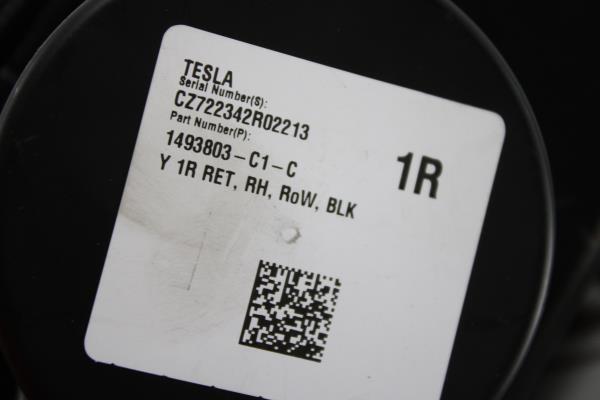 TESLA
Serial Number(S):
CZ722342R02213
Part Number(P):
1493803-C1-C
1R
Y 1R RET, RH, RoW, BLK